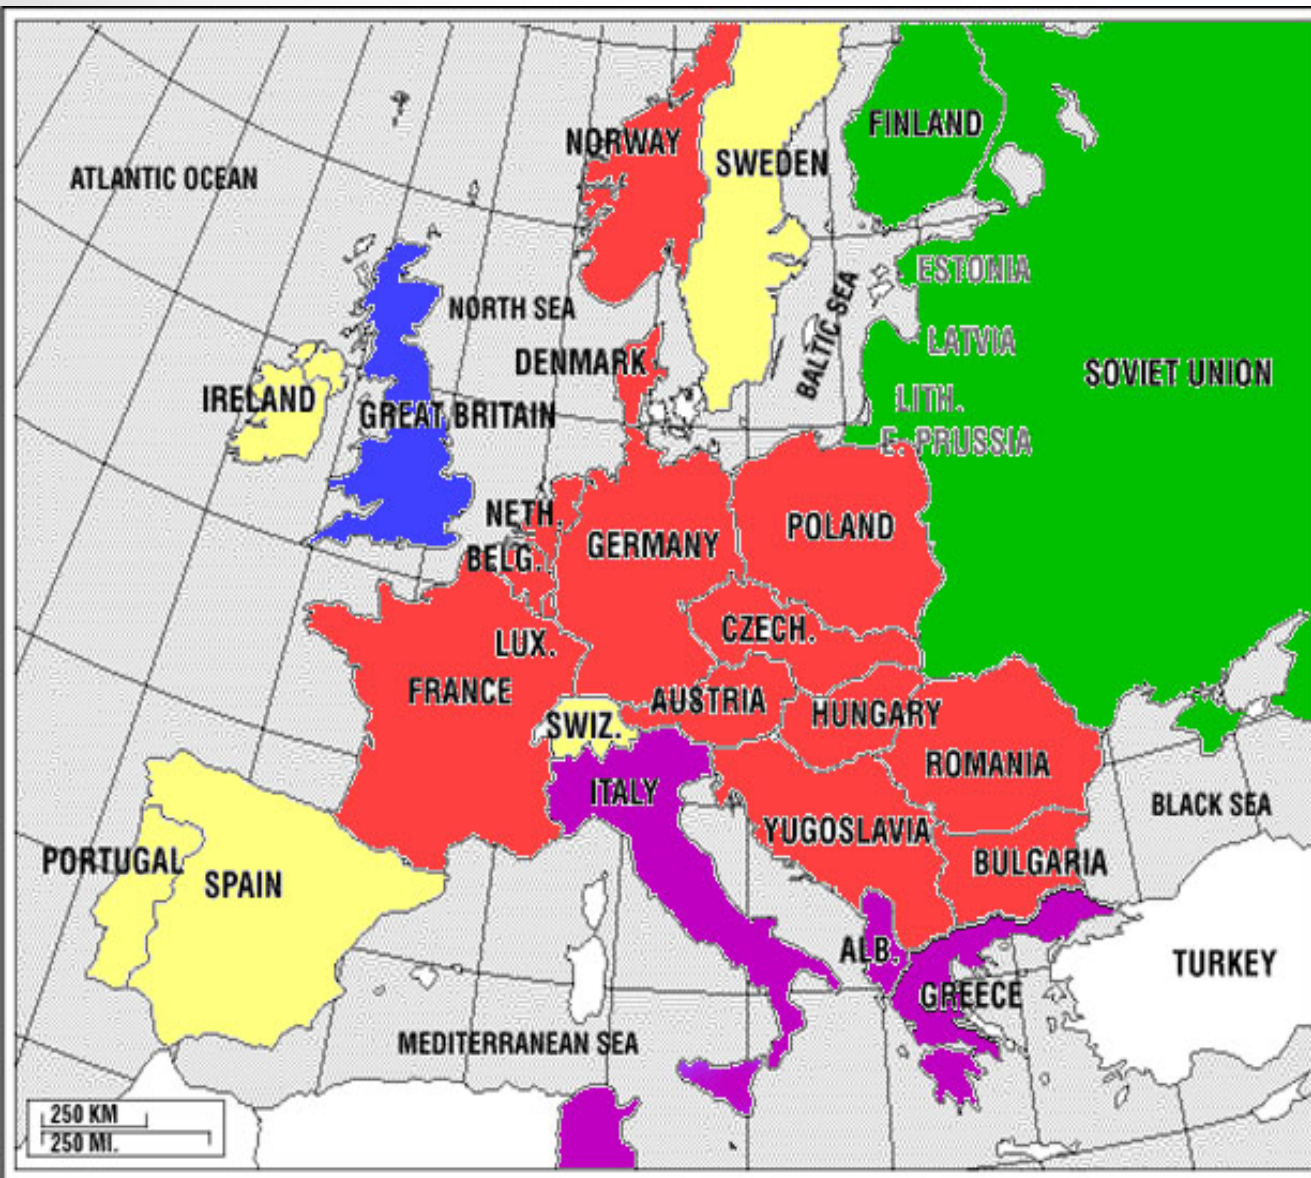 NORWAY
SWEDEN
FINLAND
ATLANTIC OCEAN
ESTONIA
NORTH SEA
BALTIC SEA
LATVIA
DENMARK
SOVIET UNION
IRELAND
GREAT BRITAIN
LITH.
E. PRUSSIA
NETH.
GERMANY
POLAND
BELG.
LUX.
CZECH.
FRANCE
AUSTRIA
HUNGARY
SWIZ.
ROMANIA
ITALY
BLACK SEA
YUGOSLAVIA
PORTUGAL
SPAIN
BULGARIA
ALB.
TURKEY
GREECE
MEDITERRANEAN SEA
250 KM
250 MI.